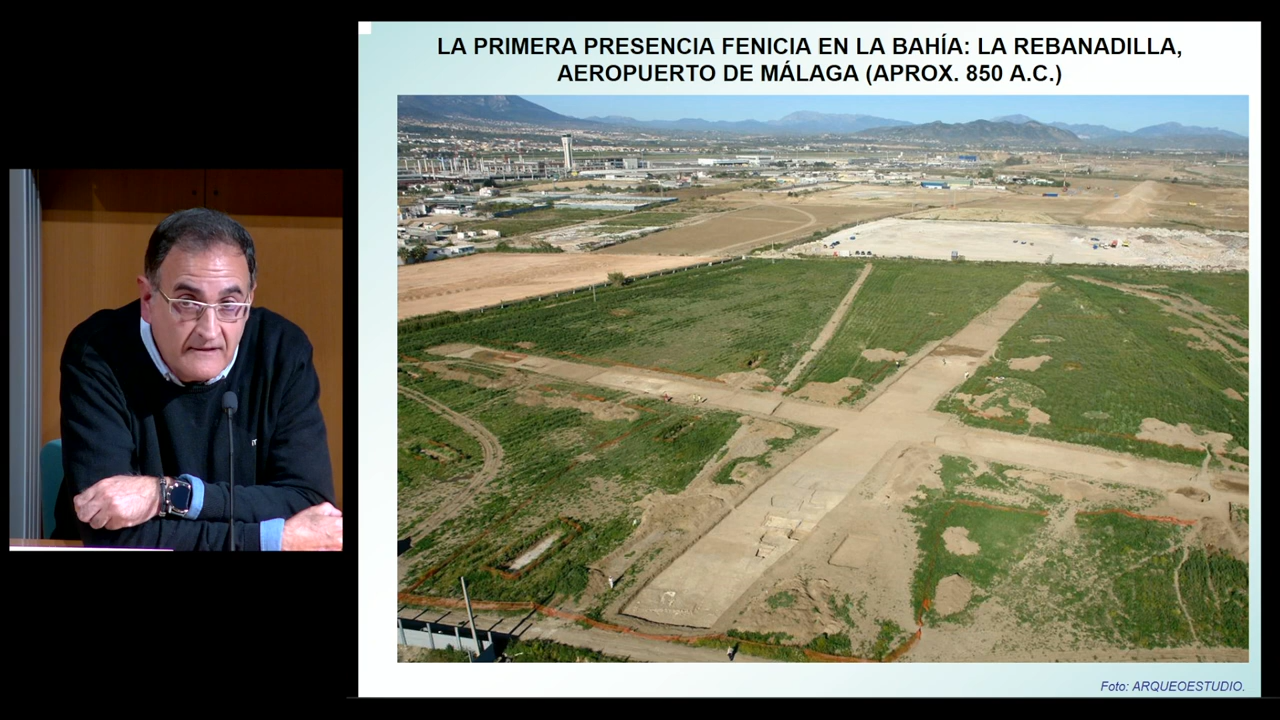 LA PRIMERA PRESENCIA FENICIA EN LA BAHÍA: LA REBANADILLA,
AEROPUERTO DE MÁLAGA (APROX. 850 A.C.)
Foto: ARQUEOESTUDIO.